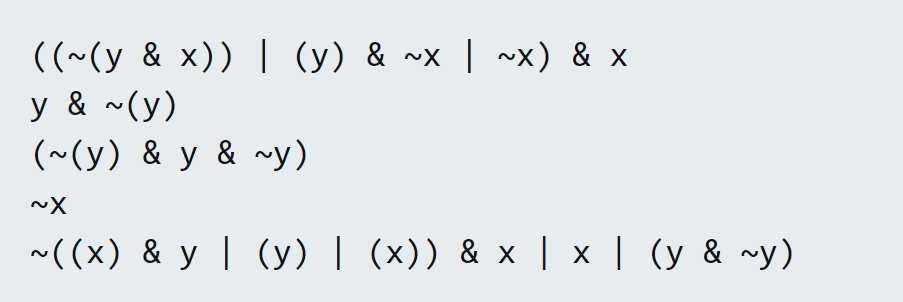 ((~(y & x)) | (y) & ~x | ~x) & x
y & ~(y)
(~(y) & y & ~y)
~x
~((x) & y | (y) | (x)) & x | x | (y & ~y)